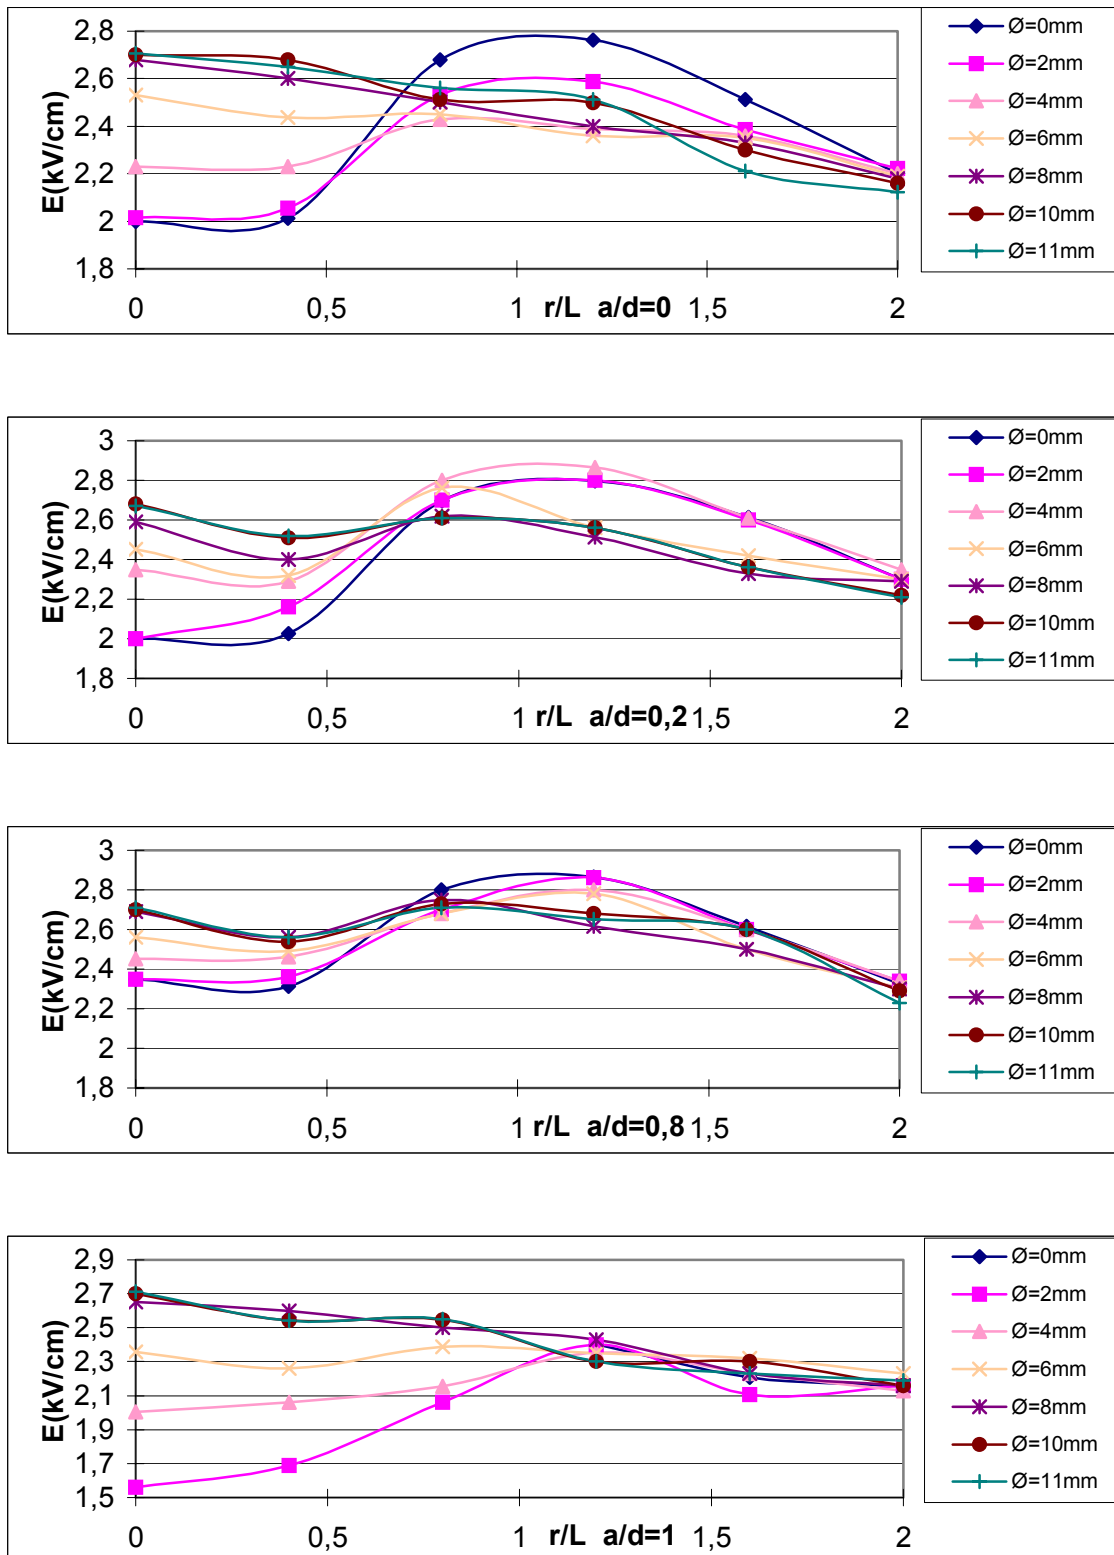 2,8
2,6
2,4
2,2
2
1,8
E(kV/cm)
0 0,5 1 1,5 2
r/L a/d=0
Ø=0mm
Ø=2mm
Ø=4mm
Ø=6mm
Ø=8mm
Ø=10mm
Ø=11mm
3
2,8
2,6
2,4
2,2
2
1,8
E(kV/cm)
0 0,5 1 1,5 2
r/L a/d=0,2
Ø=0mm
Ø=2mm
Ø=4mm
Ø=6mm
Ø=8mm
Ø=10mm
Ø=11mm
3
2,8
2,6
2,4
2,2
2
1,8
E(kV/cm)
0 0,5 1 1,5 2
r/L a/d=0,8
Ø=0mm
Ø=2mm
Ø=4mm
Ø=6mm
Ø=8mm
Ø=10mm
Ø=11mm
2,9
2,7
2,5
2,3
2,1
1,9
1,7
1,5
E(kV/cm)
0 0,5 1 1,5 2
r/L a/d=1
Ø=0mm
Ø=2mm
Ø=4mm
Ø=6mm
Ø=8mm
Ø=10mm
Ø=11mm